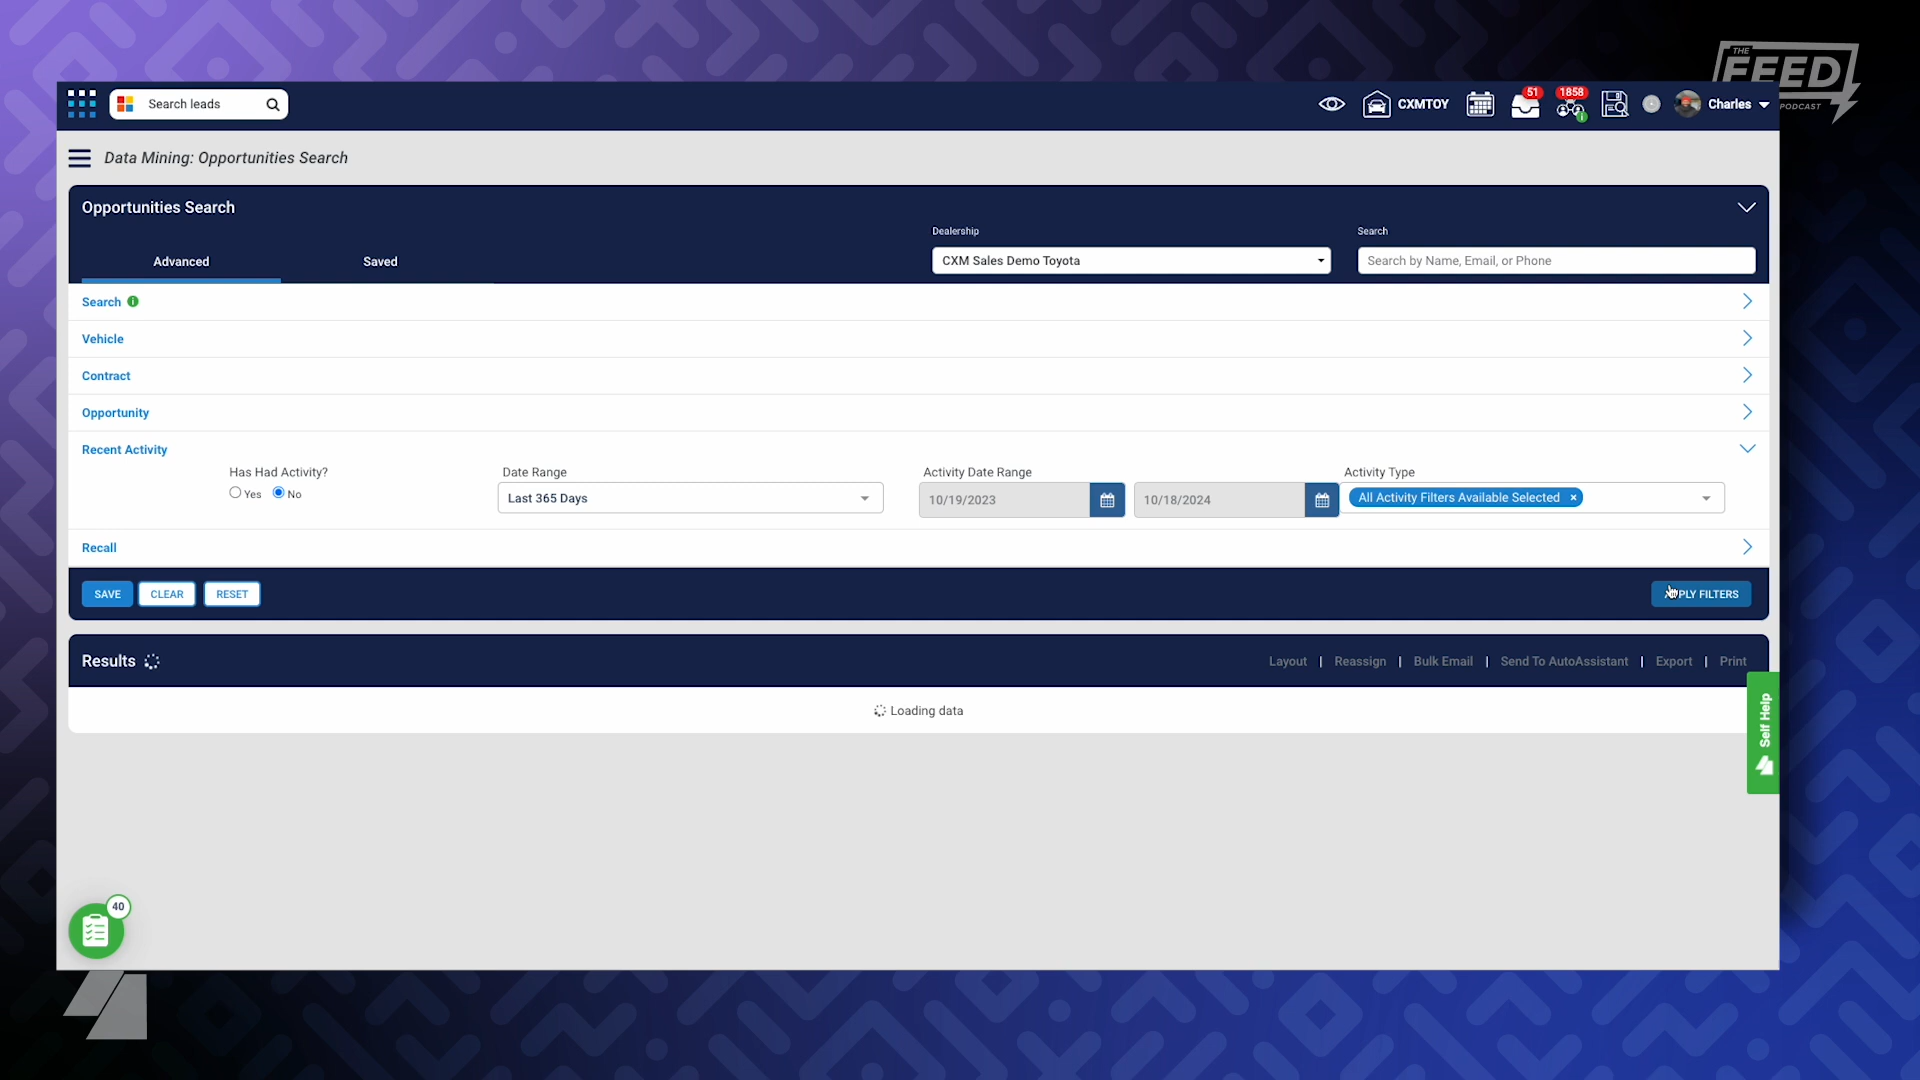 THE
FEED
PODCAST
Search leads
CXMTOY
51
1858
Charles
Data Mining: Opportunities Search
Opportunities Search
Dealership
Search
Advanced
Saved
CXM Sales Demo Toyota
Search by Name, Email, or Phone
Search
Vehicle
Contract
Opportunity
Recent Activity
Has Had Activity?
Date Range
Activity Date Range
Activity Type
Yes
No
Last 365 Days
10/19/2023
10/18/2024
All Activity Filters Available Selected ×
Recall
SAVE
CLEAR
RESET
APPLY FILTERS
Results
Layout | Reassign | Bulk Email | Send To AutoAssistant | Export | Print
Loading data
Self Help
40